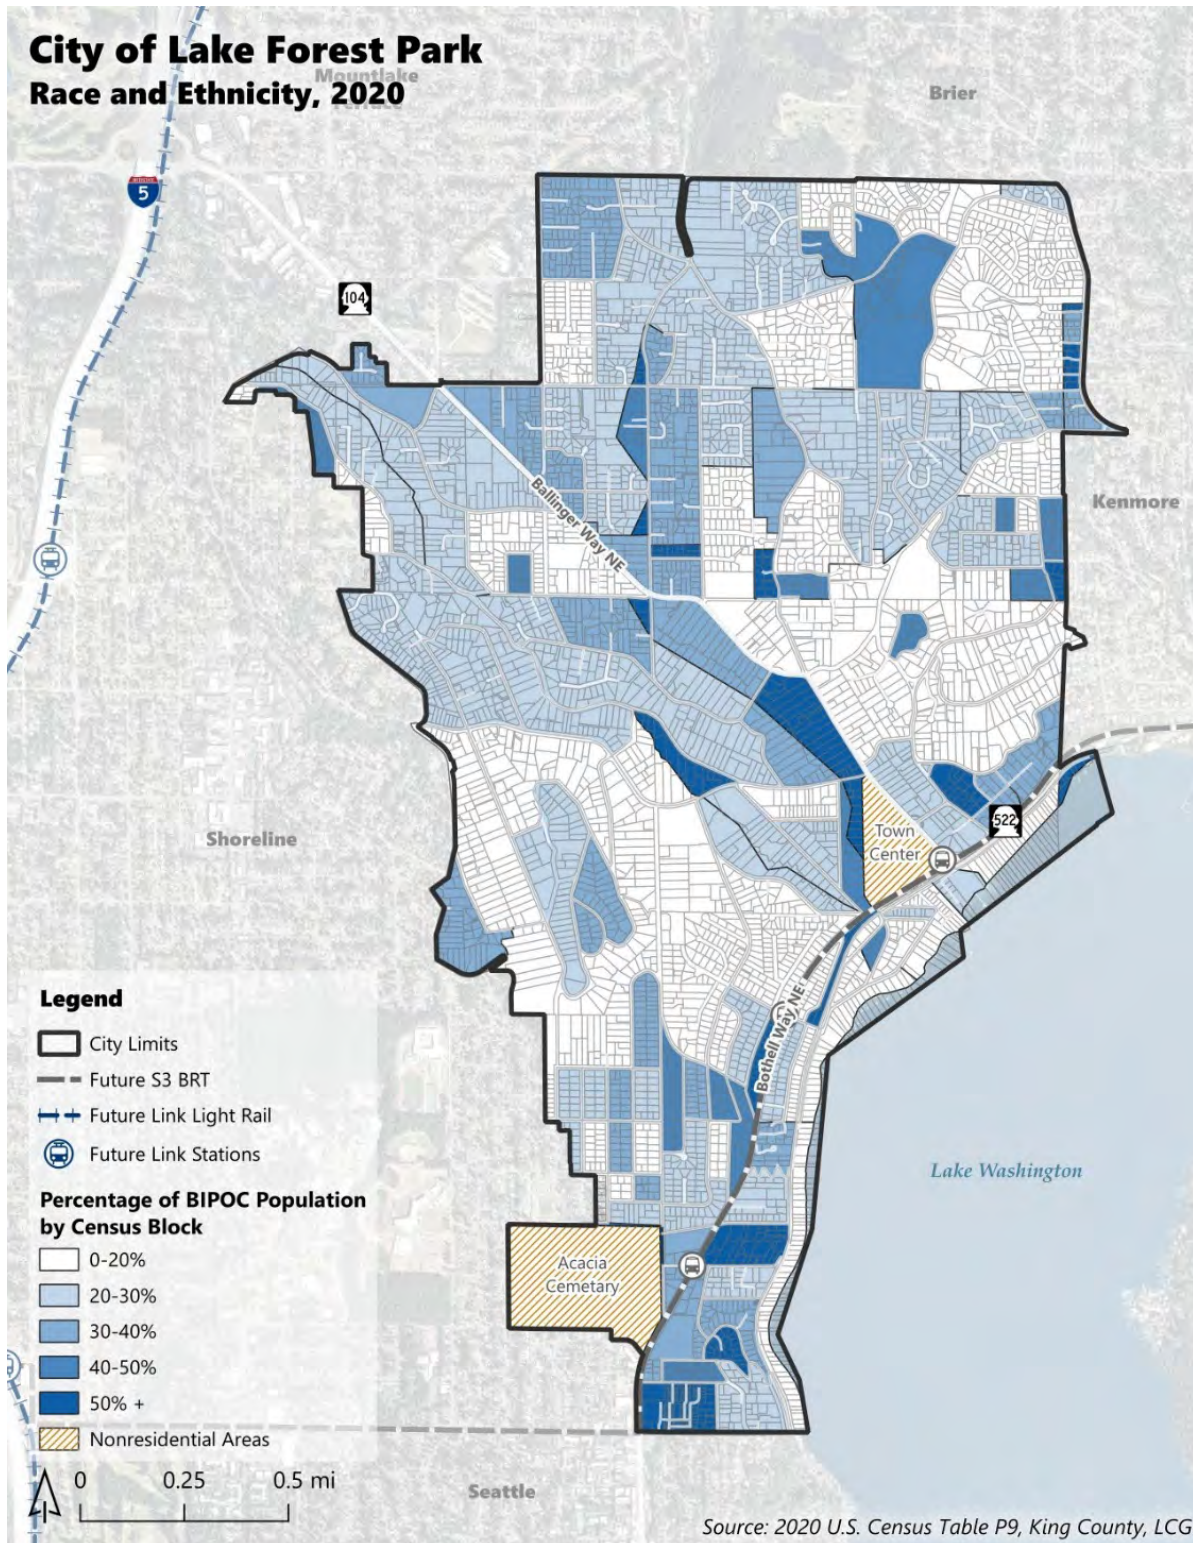 City of Lake Forest Park
Race and Ethnicity, 2020
Mountlake
Terrace
Brier
INTERSTATE
5
104
Kenmore
Ballinger Way NE
Shoreline
Town
Center
522
Bothell Way NE
Lake Washington
Acacia
Cemetary
Seattle
Legend
City Limits
Future S3 BRT
Future Link Light Rail
Future Link Stations
Percentage of BIPOC Population
by Census Block
0-20%
20-30%
30-40%
40-50%
50% +
Nonresidential Areas
0 0.25 0.5 mi
Source: 2020 U.S. Census Table P9, King County, LCG